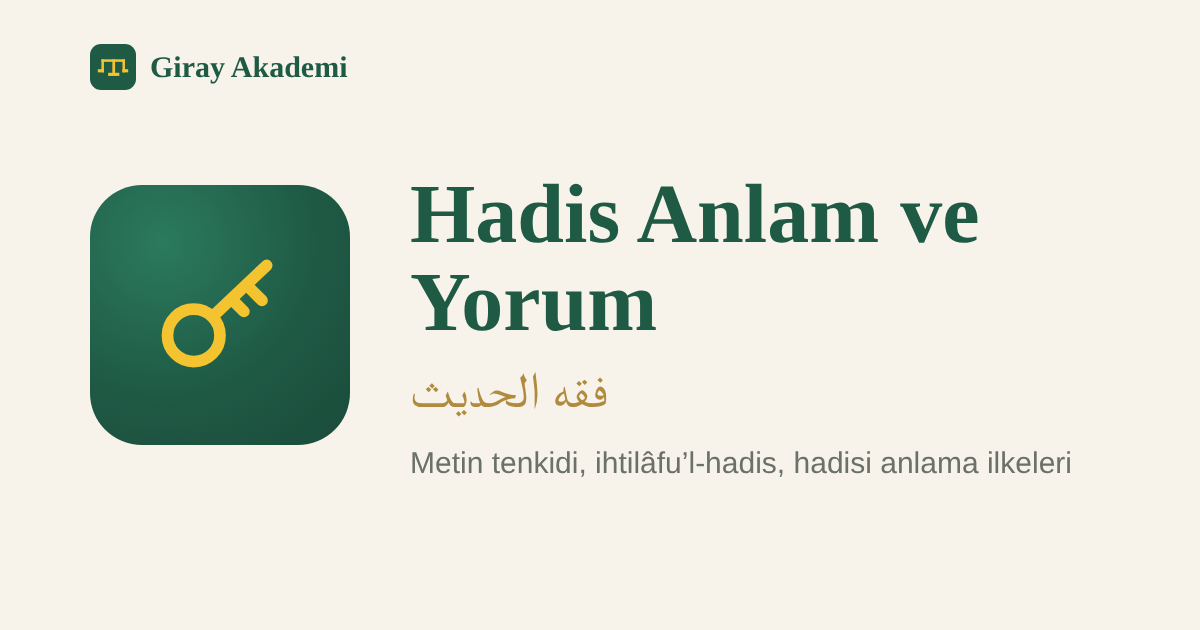 Giray Akademi
Hadis Anlam ve
Yorum
فقه الحديث
Metin tenkidi, ihtilâfu’l-hadis, hadisi anlama ilkeleri